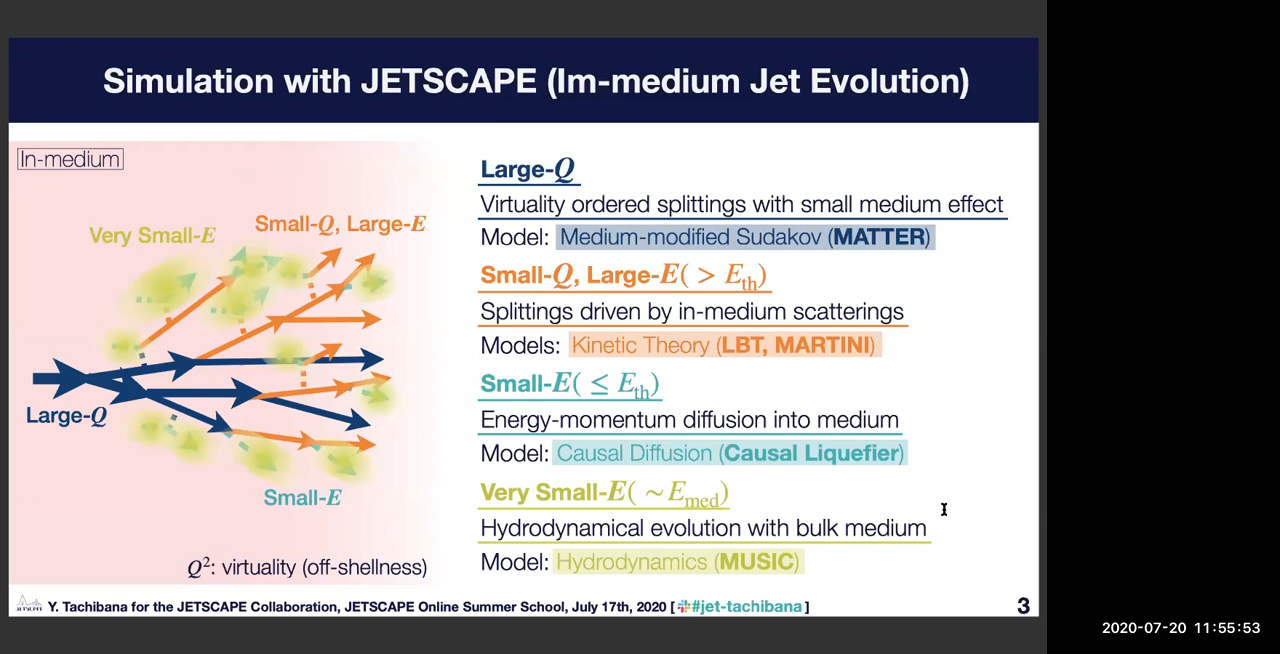 Simulation with JETSCAPE (Im-medium Jet Evolution)
In-medium
Very Small-E
Small-Q, Large-E
Large-Q
Small-E
Q²: virtuality (off-shellness)
Large-Q
Virtuality ordered splittings with small medium effect
Model: Medium-modified Sudakov (MATTER)
Small-Q, Large-E( > E_th)
Splittings driven by in-medium scatterings
Models: Kinetic Theory (LBT, MARTINI)
Small-E( ≤ E_th)
Energy-momentum diffusion into medium
Model: Causal Diffusion (Causal Liquefier)
Very Small-E( ∼ E_med)
Hydrodynamical evolution with bulk medium
Model: Hydrodynamics (MUSIC)
JETSCAPE
Y. Tachibana for the JETSCAPE Collaboration, JETSCAPE Online Summer School, July 17th, 2020 [ #jet-tachibana ]
3
2020-07-20 11:55:53